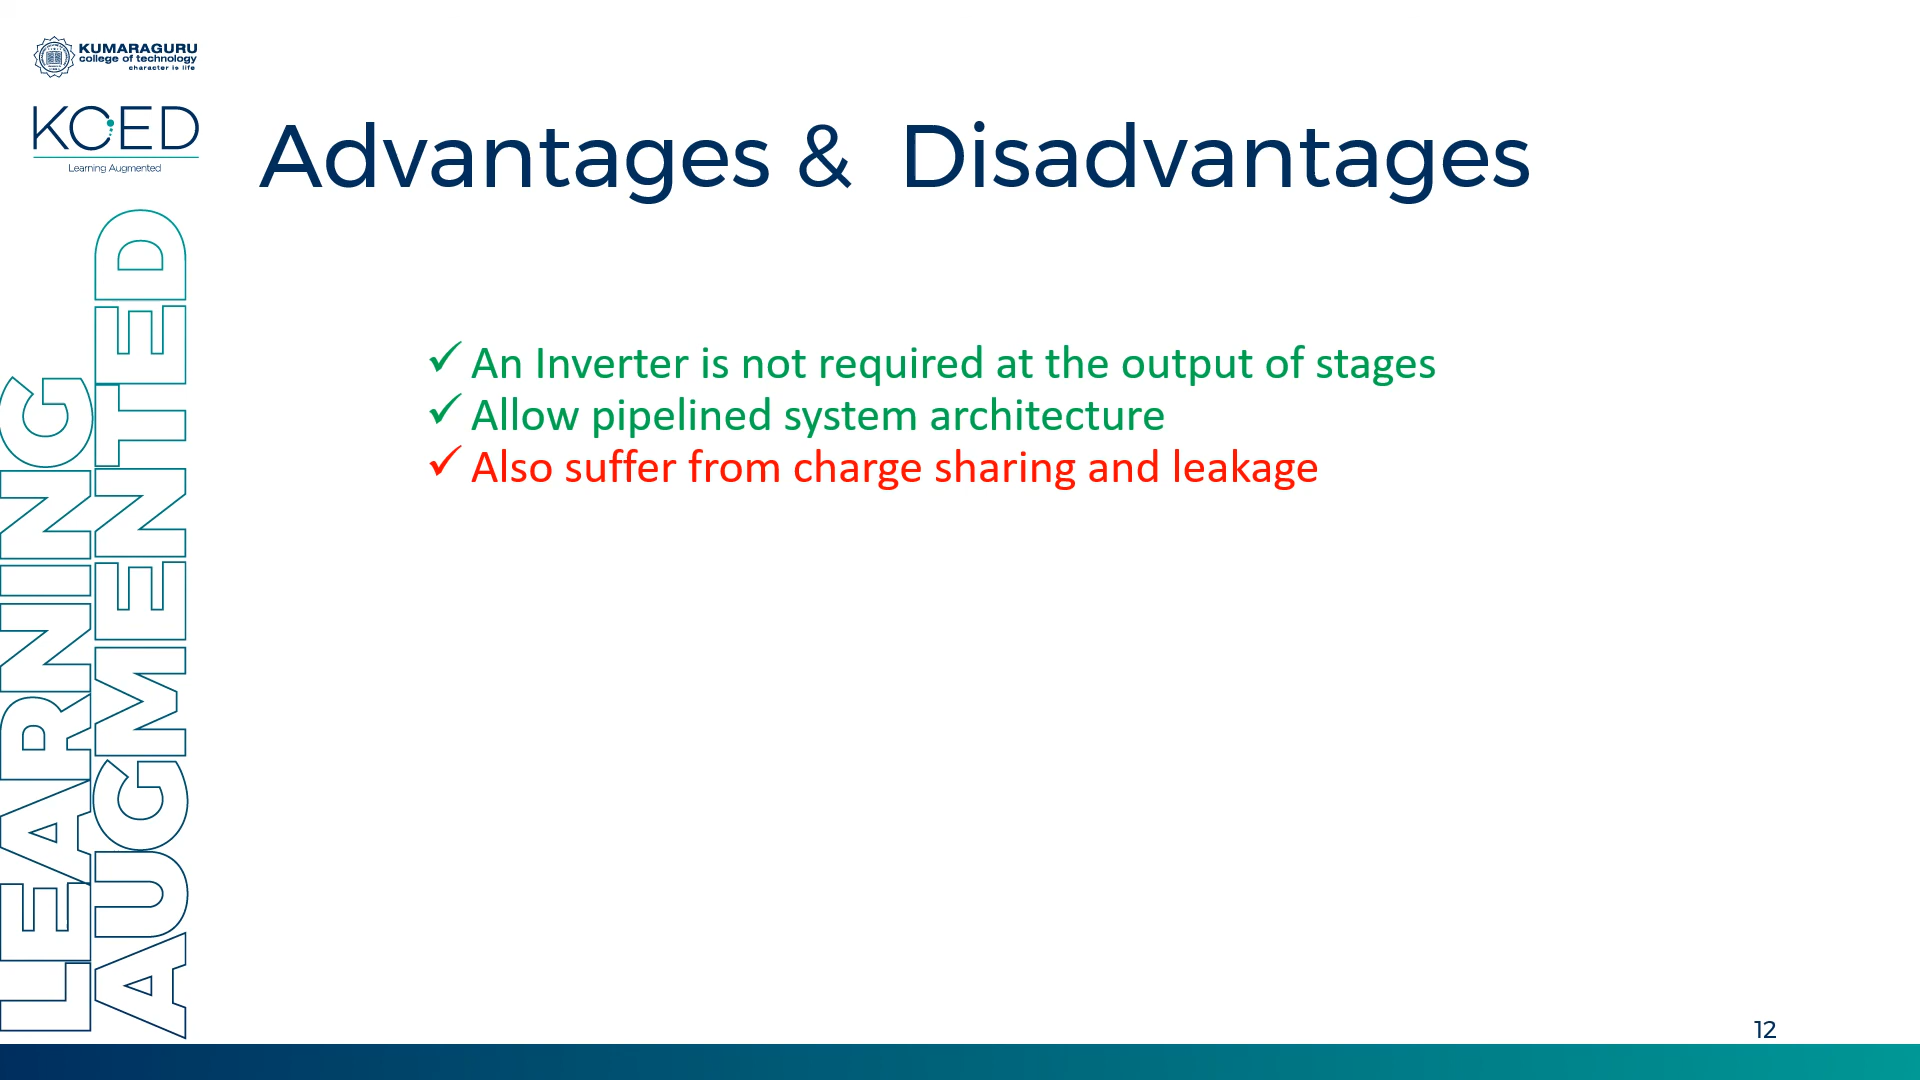 KUMARAGURU
college of technology
character is life
KCED
Learning Augmented
Advantages & Disadvantages
LEARNING
AUGMENTED
✓ An Inverter is not required at the output of stages
✓ Allow pipelined system architecture
✓ Also suffer from charge sharing and leakage
12